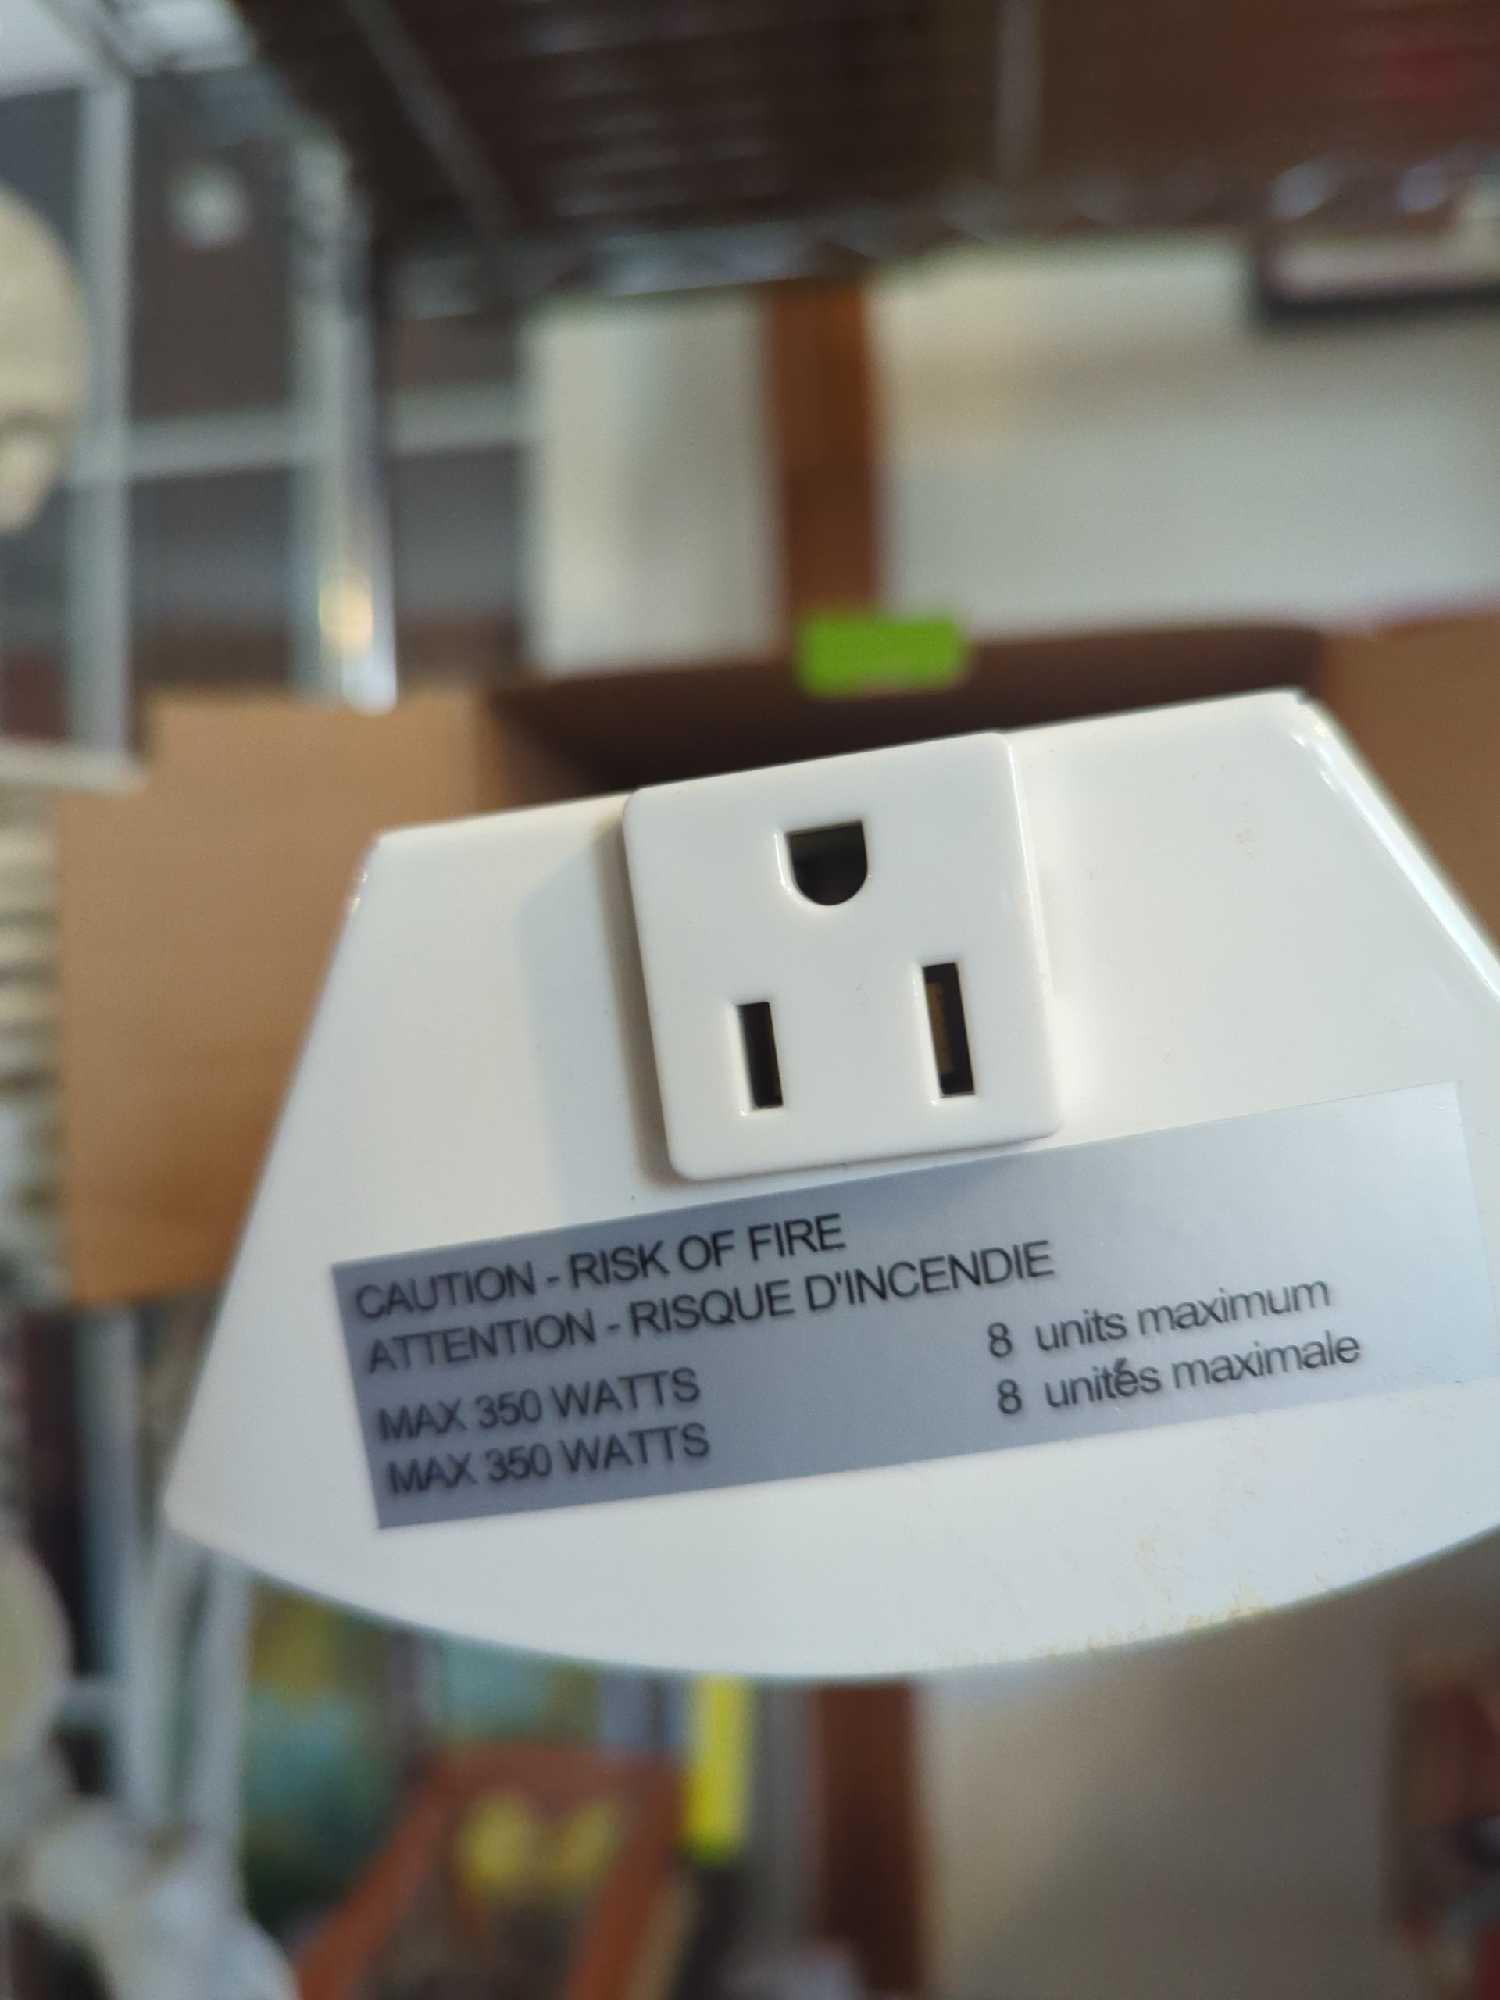 CAUTION - RISK OF FIRE
ATTENTION - RISQUE D'INCENDIE
MAX 350 WATTS 8 units maximum
MAX 350 WATTS 8 unités maximale